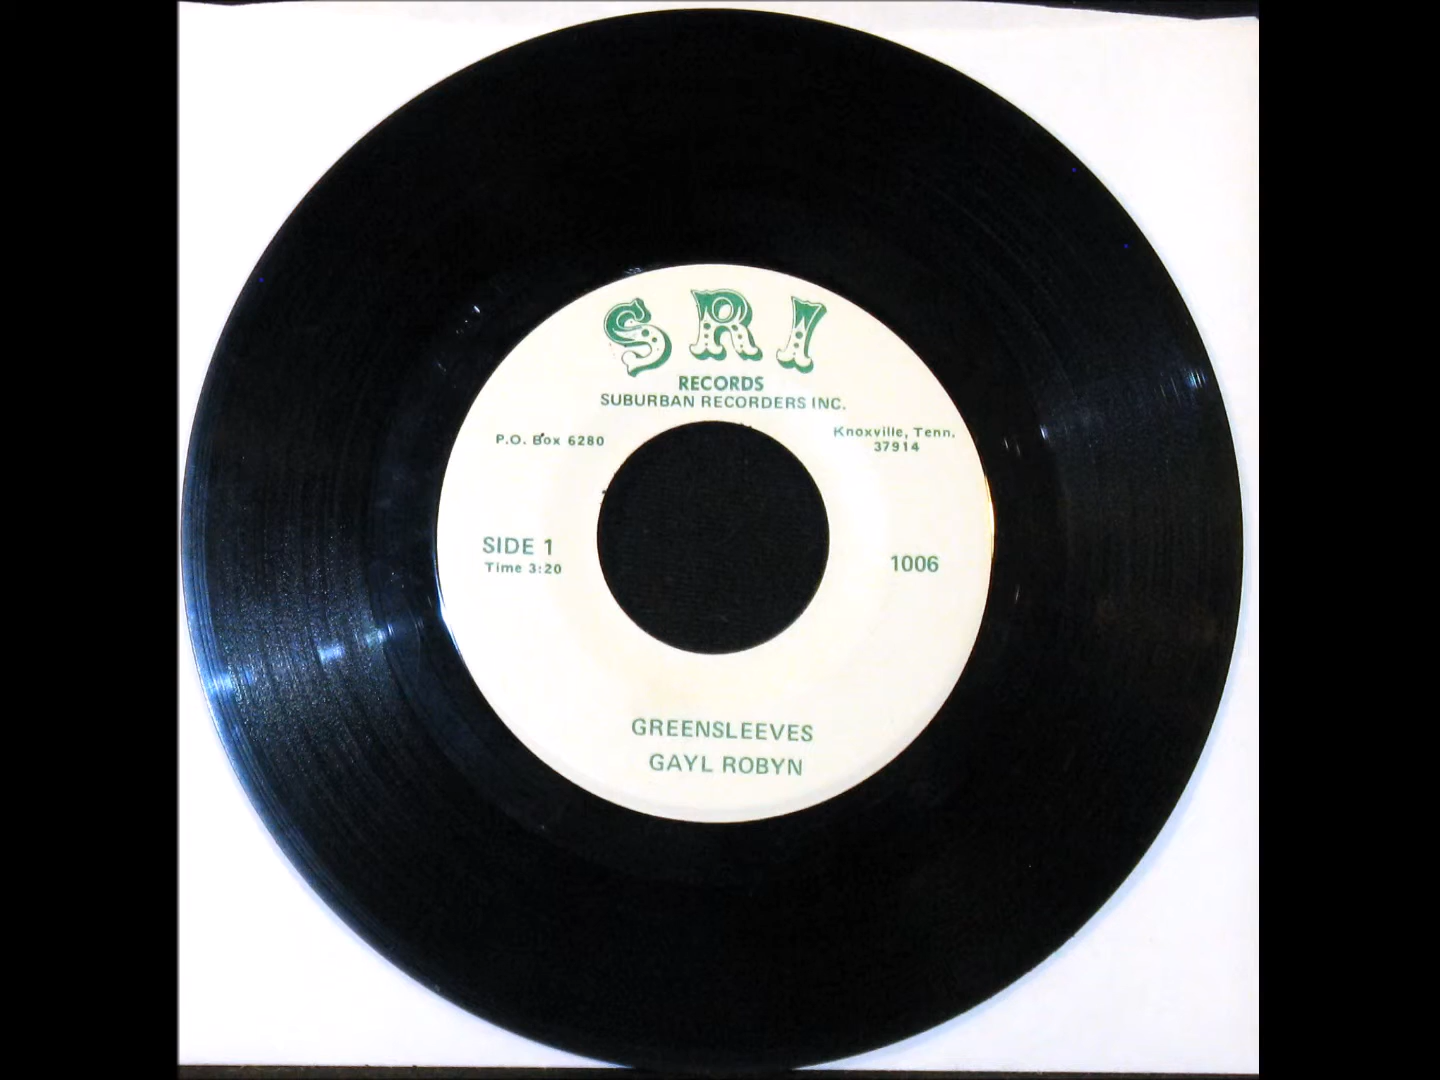 SRI
RECORDS
SUBURBAN RECORDERS INC.
P.O. Box 6280
Knoxville, Tenn.
37914
SIDE 1
Time 3:20
1006
GREENSLEEVES
GAYL ROBYN